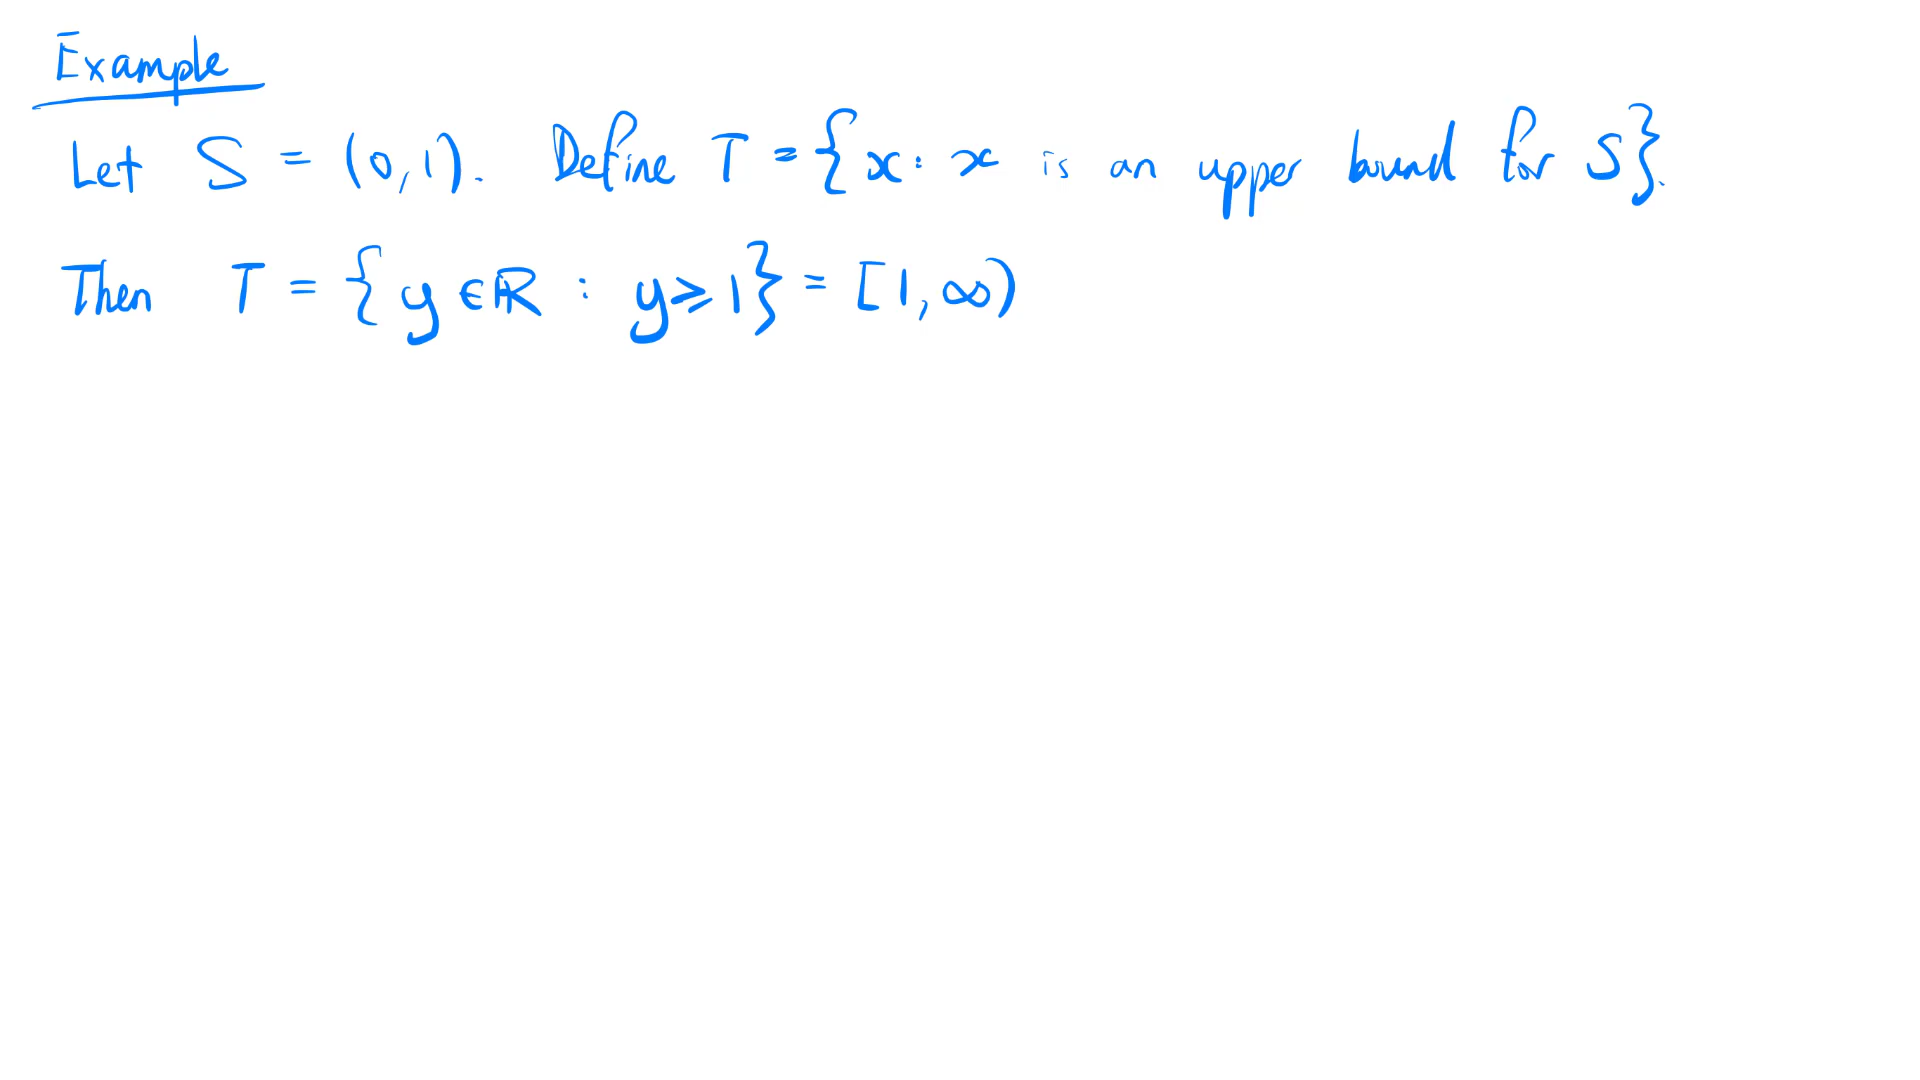 Example
Let S = (0,1). Define T = {x: x is an upper bound for S}.
Then T = {y ∈ ℝ : y ⩾ 1} = [1, ∞)